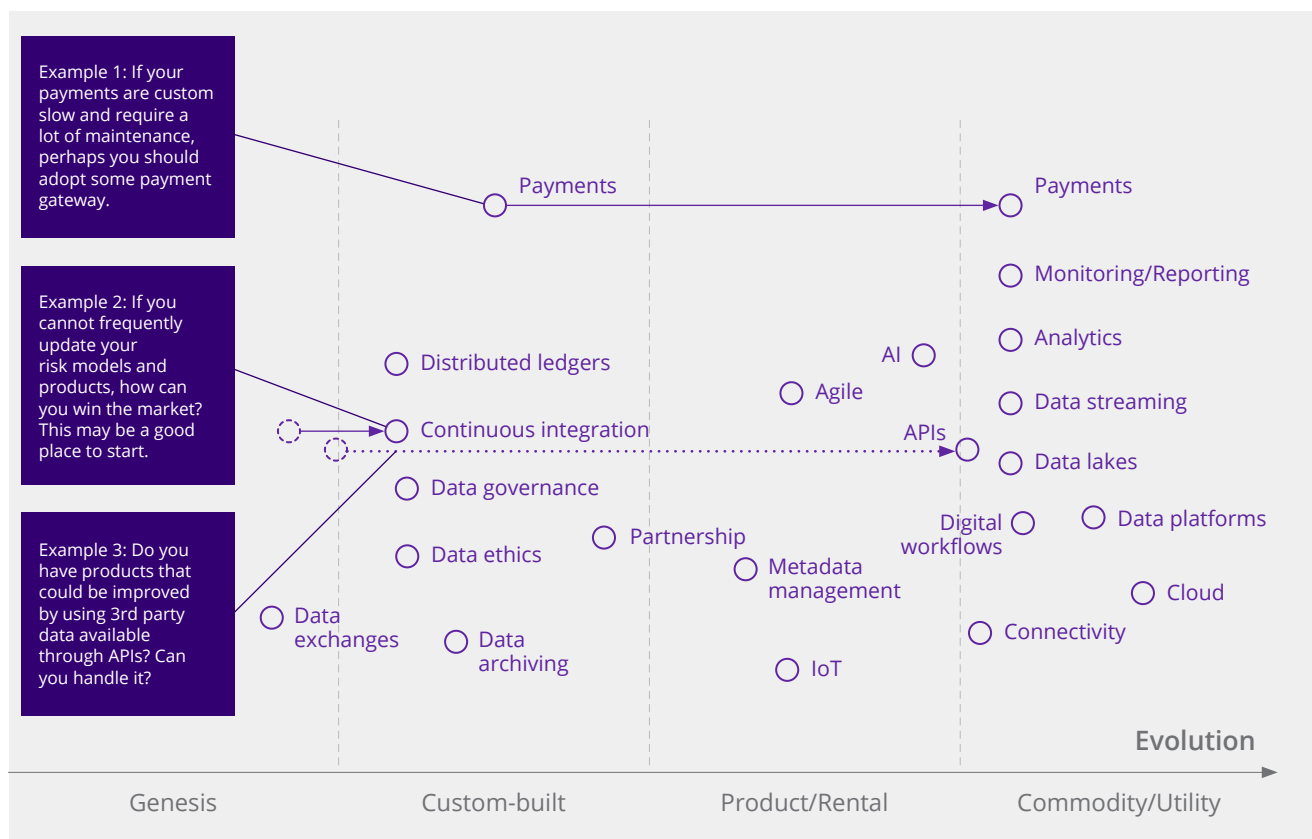 Example 1: If your
payments are custom
slow and require a
lot of maintenance,
perhaps you should
adopt some payment
gateway.
Payments
Payments
Example 2: If you
cannot frequently
update your
risk models and
products, how can
you win the market?
This may be a good
place to start.
Monitoring/Reporting
Analytics
AI
Distributed ledgers
Agile
Data streaming
Continuous integration
APIs
Data lakes
Data governance
Digital
workflows
Data platforms
Partnership
Example 3: Do you
have products that
could be improved
by using 3rd party
data available
through APIs? Can
you handle it?
Data ethics
Metadata
management
Cloud
Data
exchanges
Data
archiving
Connectivity
IoT
Evolution
Genesis
Custom-built
Product/Rental
Commodity/Utility